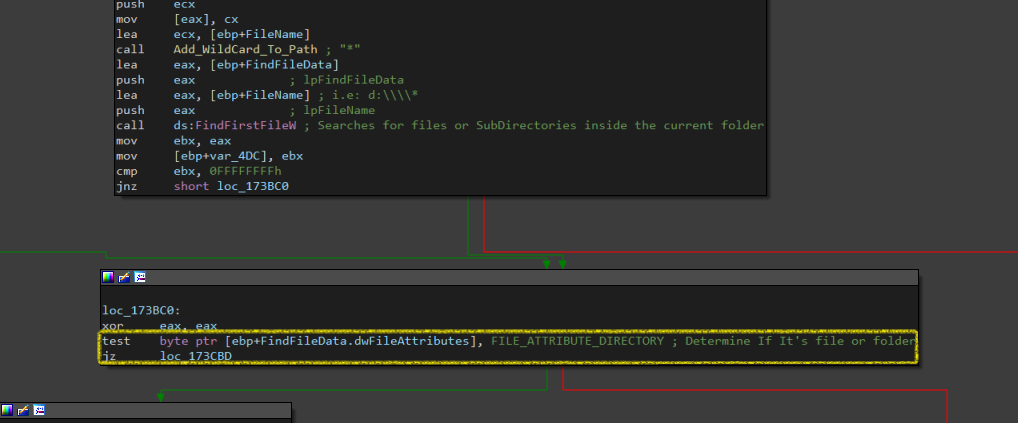 push ecx
mov [eax], cx
lea ecx, [ebp+FileName]
call Add_WildCard_To_Path ; "*"
lea eax, [ebp+FindFileData]
push eax ; lpFindFileData
lea eax, [ebp+FileName] ; i.e: d:\\\\*
push eax ; lpFileName
call ds:FindFirstFileW ; Searches for files or SubDirectories inside the current folder
mov ebx, eax
mov [ebp+var_4DC], ebx
cmp ebx, 0FFFFFFFFh
jnz short loc_173BC0
loc_173BC0:
xor eax, eax
test byte ptr [ebp+FindFileData.dwFileAttributes], FILE_ATTRIBUTE_DIRECTORY ; Determine If It's file or folder
jz loc_173CBD